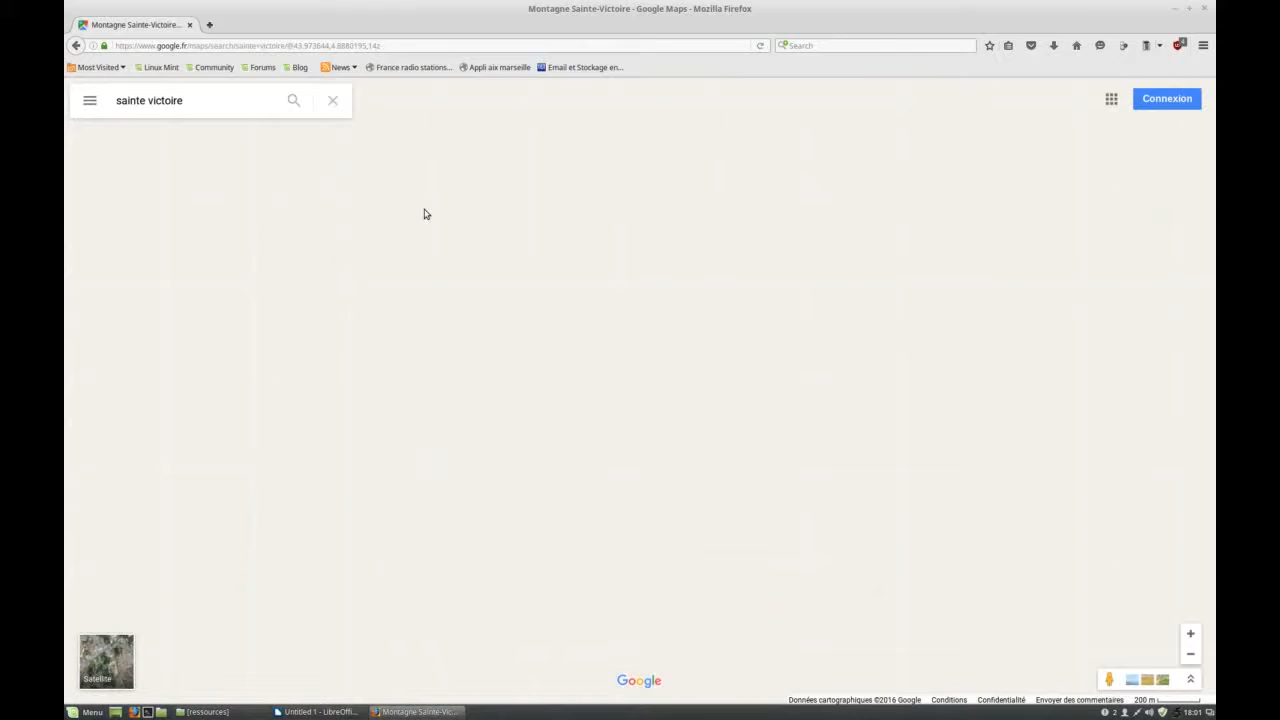 Montagne Sainte-Victoire - Google Maps - Mozilla Firefox
Montagne Sainte-Victoire...
https://www.google.fr/maps/search/sainte+victoire/@43.973644,4.8880195,14z
Search
4
Most Visited
Linux Mint
Community
Forums
Blog
News
France radio stations...
Appli aix marseille
Email et Stockage en...
sainte victoire
Connexion
Satellite
Google
Données cartographiques ©2016 Google
Conditions
Confidentialité
Envoyer des commentaires
200 m
Menu
[ressources]
Untitled 1 - LibreOffi...
Montagne Sainte-Vic...
2
18:01